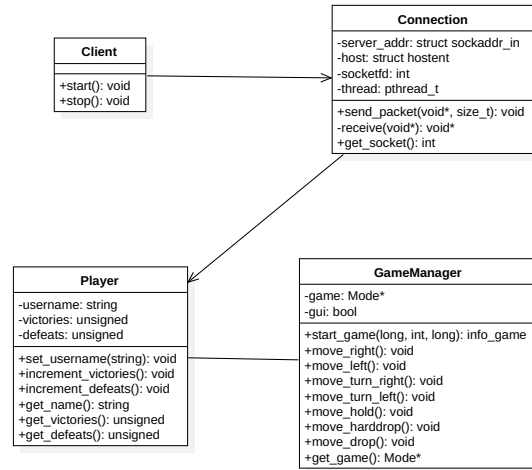 Client
+start(): void
+stop(): void
Connection
-server_addr: struct sockaddr_in
-host: struct hostent
-socketfd: int
-thread: pthread_t
+send_packet(void*, size_t): void
-receive(void*): void*
+get_socket(): int
Player
-username: string
-victories: unsigned
-defeats: unsigned
+set_username(string): void
+increment_victories(): void
+increment_defeats(): void
+get_name(): string
+get_victories(): unsigned
+get_defeats(): unsigned
GameManager
-game: Mode*
-gui: bool
+start_game(long, int, long): info_game
+move_right(): void
+move_left(): void
+move_turn_right(): void
+move_turn_left(): void
+move_hold(): void
+move_harddrop(): void
+move_drop(): void
+get_game(): Mode*